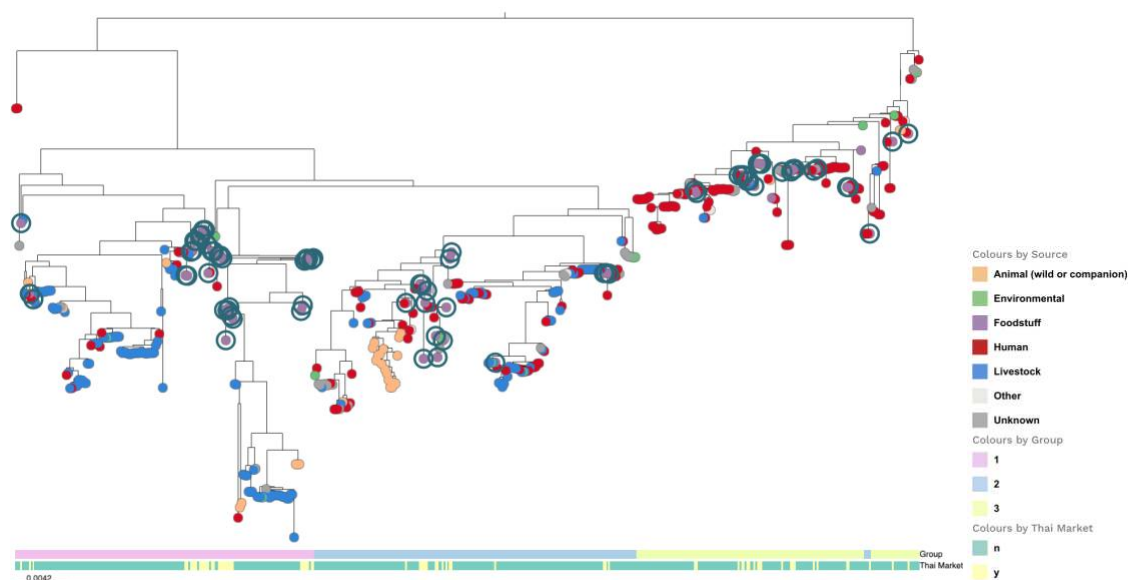 Colours by Source
Animal (wild or companion)
Environmental
Foodstuff
Human
Livestock
Other
Unknown
Colours by Group
1
2
3
Colours by Thai Market
n
y
Group
Thai Market
0.0042